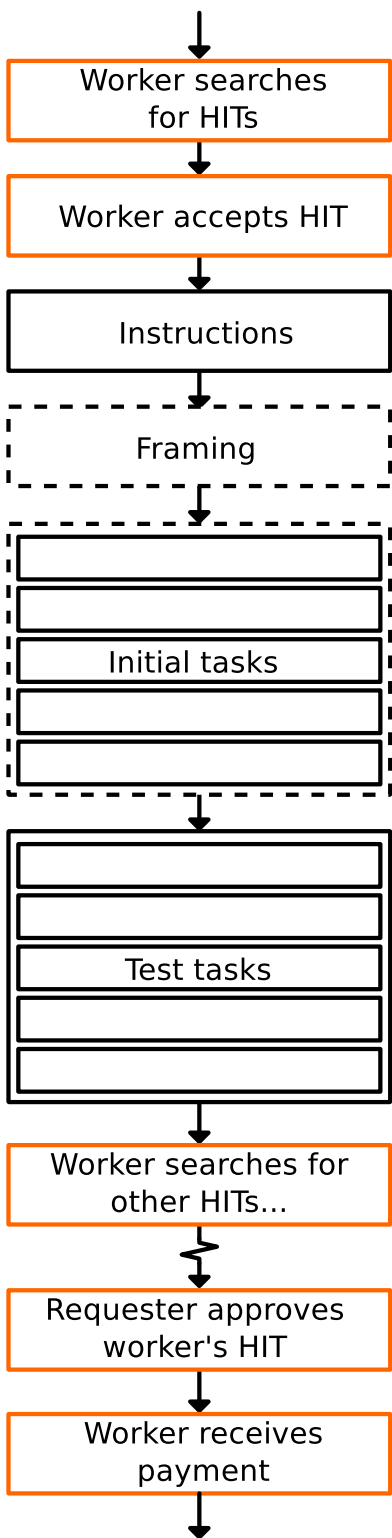 Worker searches
for HITs
Worker accepts HIT
Instructions
Framing
Initial tasks
Test tasks
Worker searches for
other HITs...
Requester approves
worker's HIT
Worker receives
payment